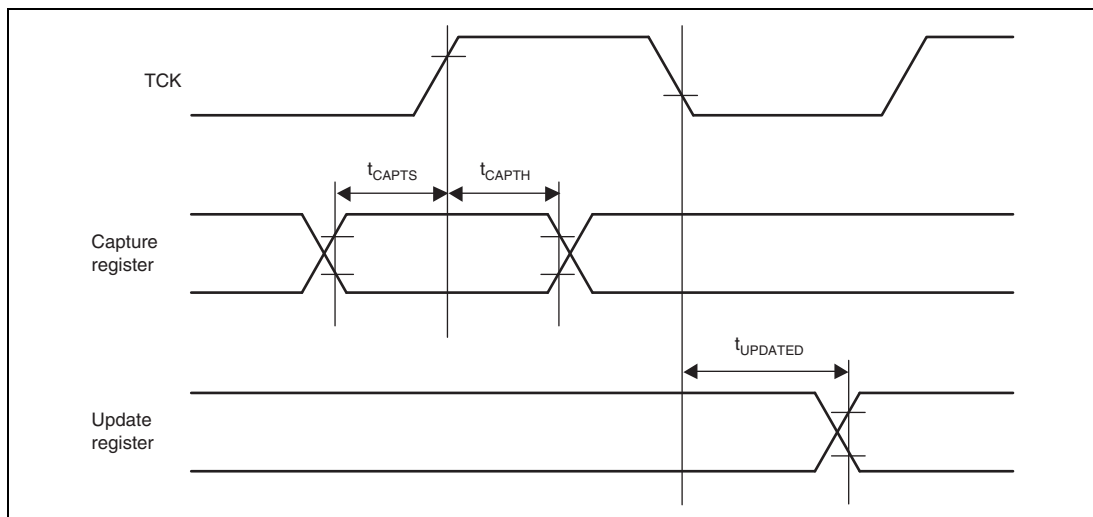 TCK
tCAPTS
tCAPTH
Capture
register
tUPDATED
Update
register